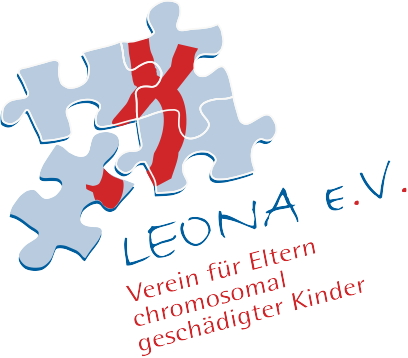 LEONA e.V.
Verein für Eltern
chromosomal
geschädigter Kinder